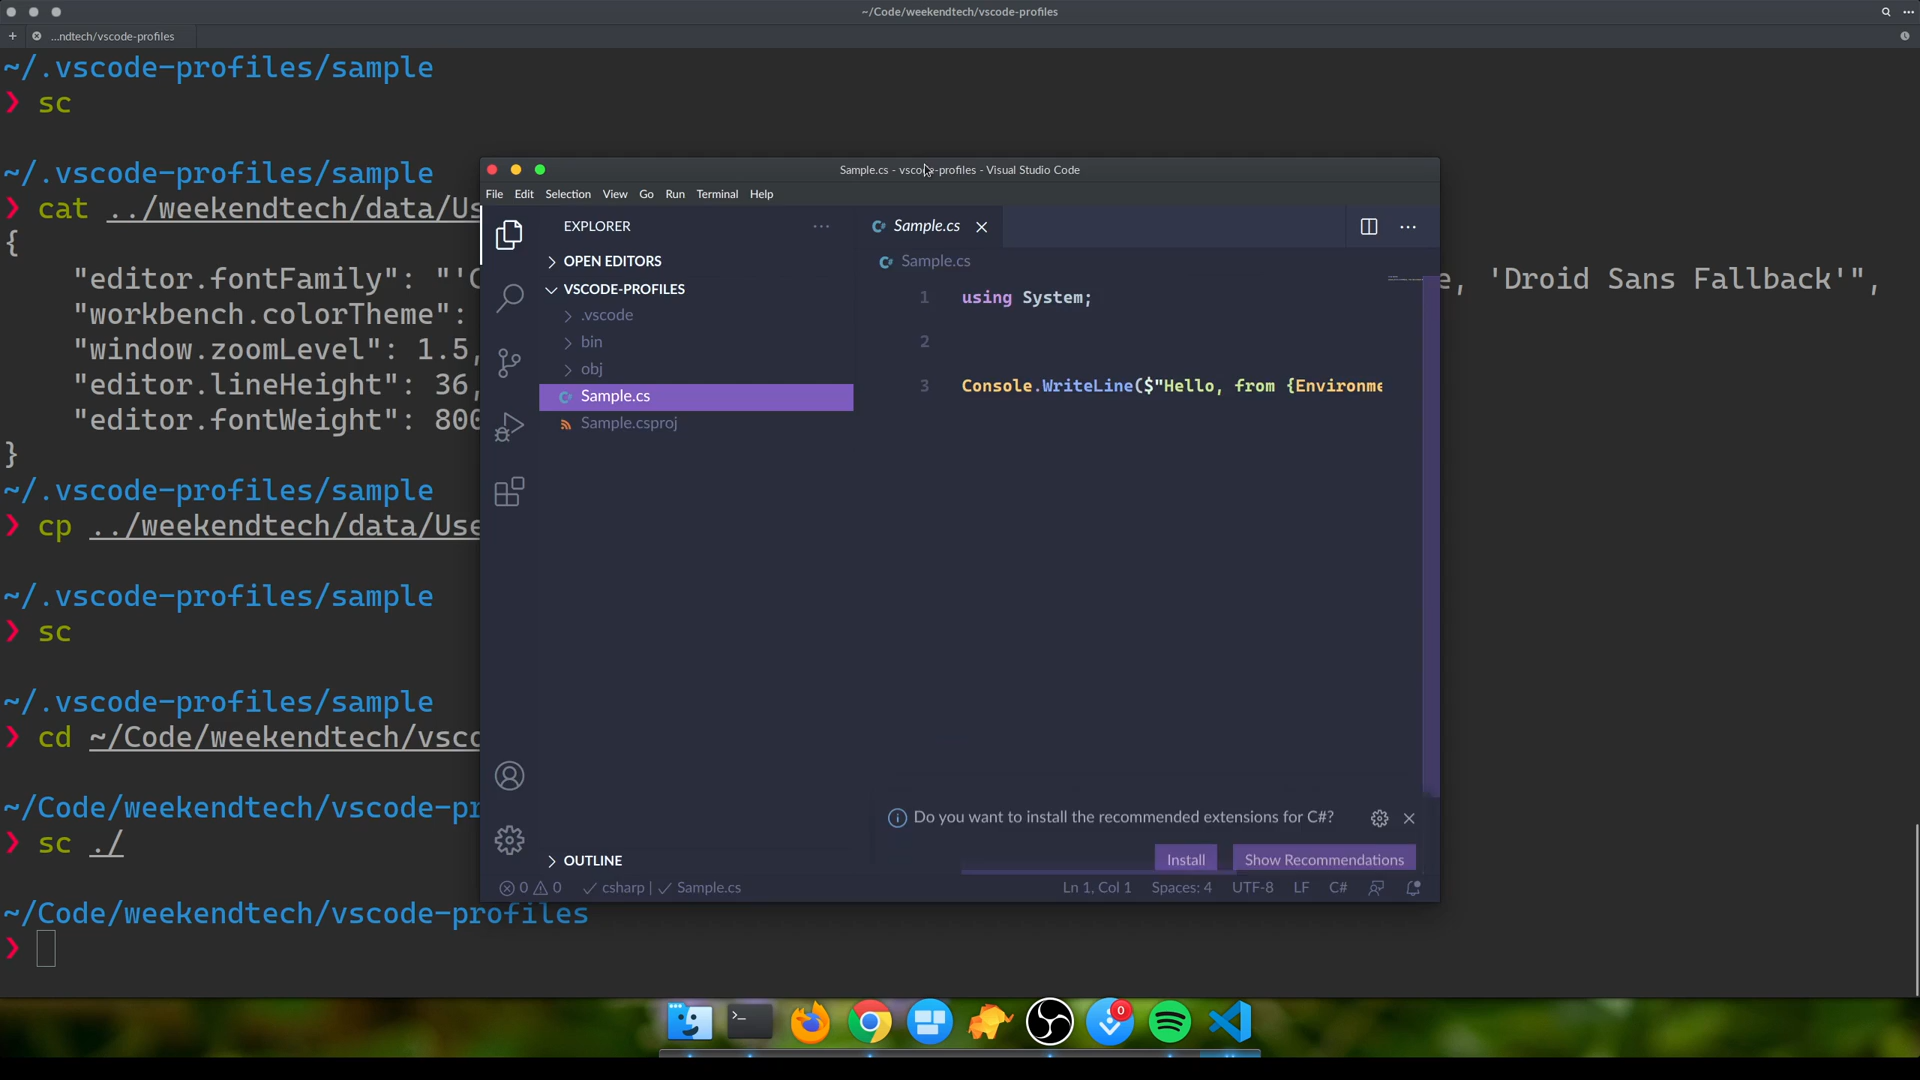 ~/Code/weekendtech/vscode-profiles
...ndtech/vscode-profiles
~/.vscode-profiles/sample
❯ sc
~/.vscode-profiles/sample
❯ cat ../weekendtech/data/
{
"editor.fontFamily": , 'Droid Sans Fallback'",
"workbench.colorTheme":
"window.zoomLevel": 1.5,
"editor.lineHeight": 36,
"editor.fontWeight": 800
}
~/.vscode-profiles/sample
❯ cp ../weekendtech/data/
~/.vscode-profiles/sample
❯ sc
~/.vscode-profiles/sample
❯ cd ~/Code/weekendtech/
~/Code/weekendtech/
❯ sc ./
~/Code/weekendtech/vscode-profiles
❯
Sample.cs - vscode-profiles - Visual Studio Code
File Edit Selection View Go Run Terminal Help
EXPLORER
OPEN EDITORS
VSCODE-PROFILES
.vscode
bin
obj
Sample.cs
Sample.csproj
OUTLINE
Sample.cs
Sample.cs
1 using System;
2
3 Console.WriteLine($"Hello, from {Environme
Do you want to install the recommended extensions for C#?
Install Show Recommendations
0 0 csharp | Sample.cs Ln 1, Col 1 Spaces: 4 UTF-8 LF C#
0